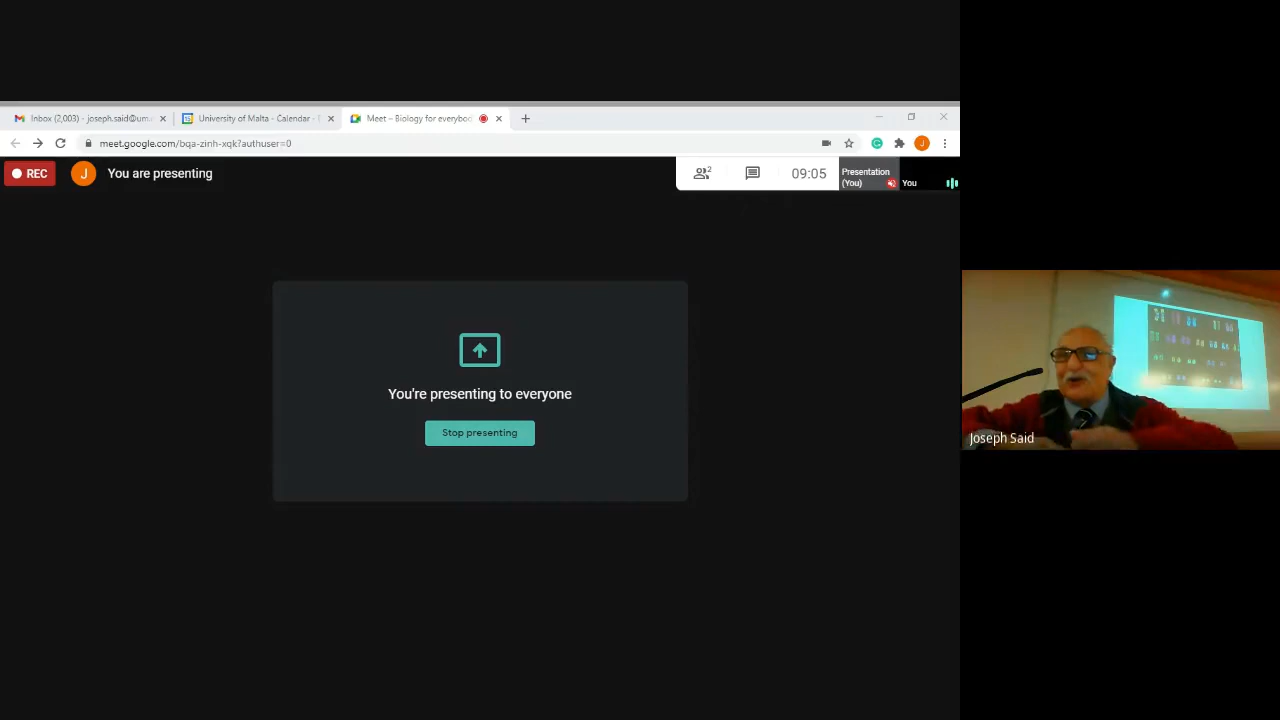 Inbox (2,003) - joseph.said@um
University of Malta - Calendar -
Meet – Biology for everybod
meet.google.com/bqa-zinh-xqk?authuser=0
REC
J
You are presenting
2
09:05
Presentation
(You)
You
J
You're presenting to everyone
Stop presenting
Joseph Said